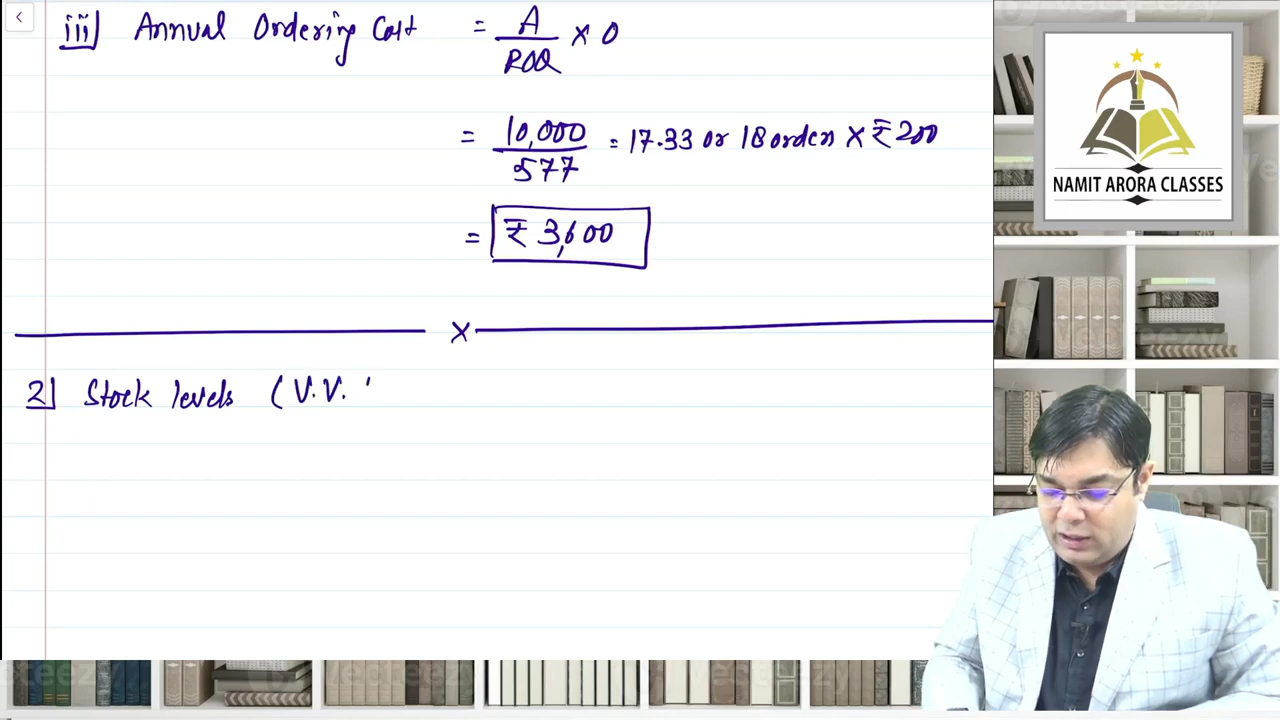 iii] Annual Ordering Cost = A / ROQ × O
= 10,000 / 577 = 17.33 or 18 orders × ₹200
= ₹ 3,600
x
2] Stock levels (V.V.
NAMIT ARORA CLASSES